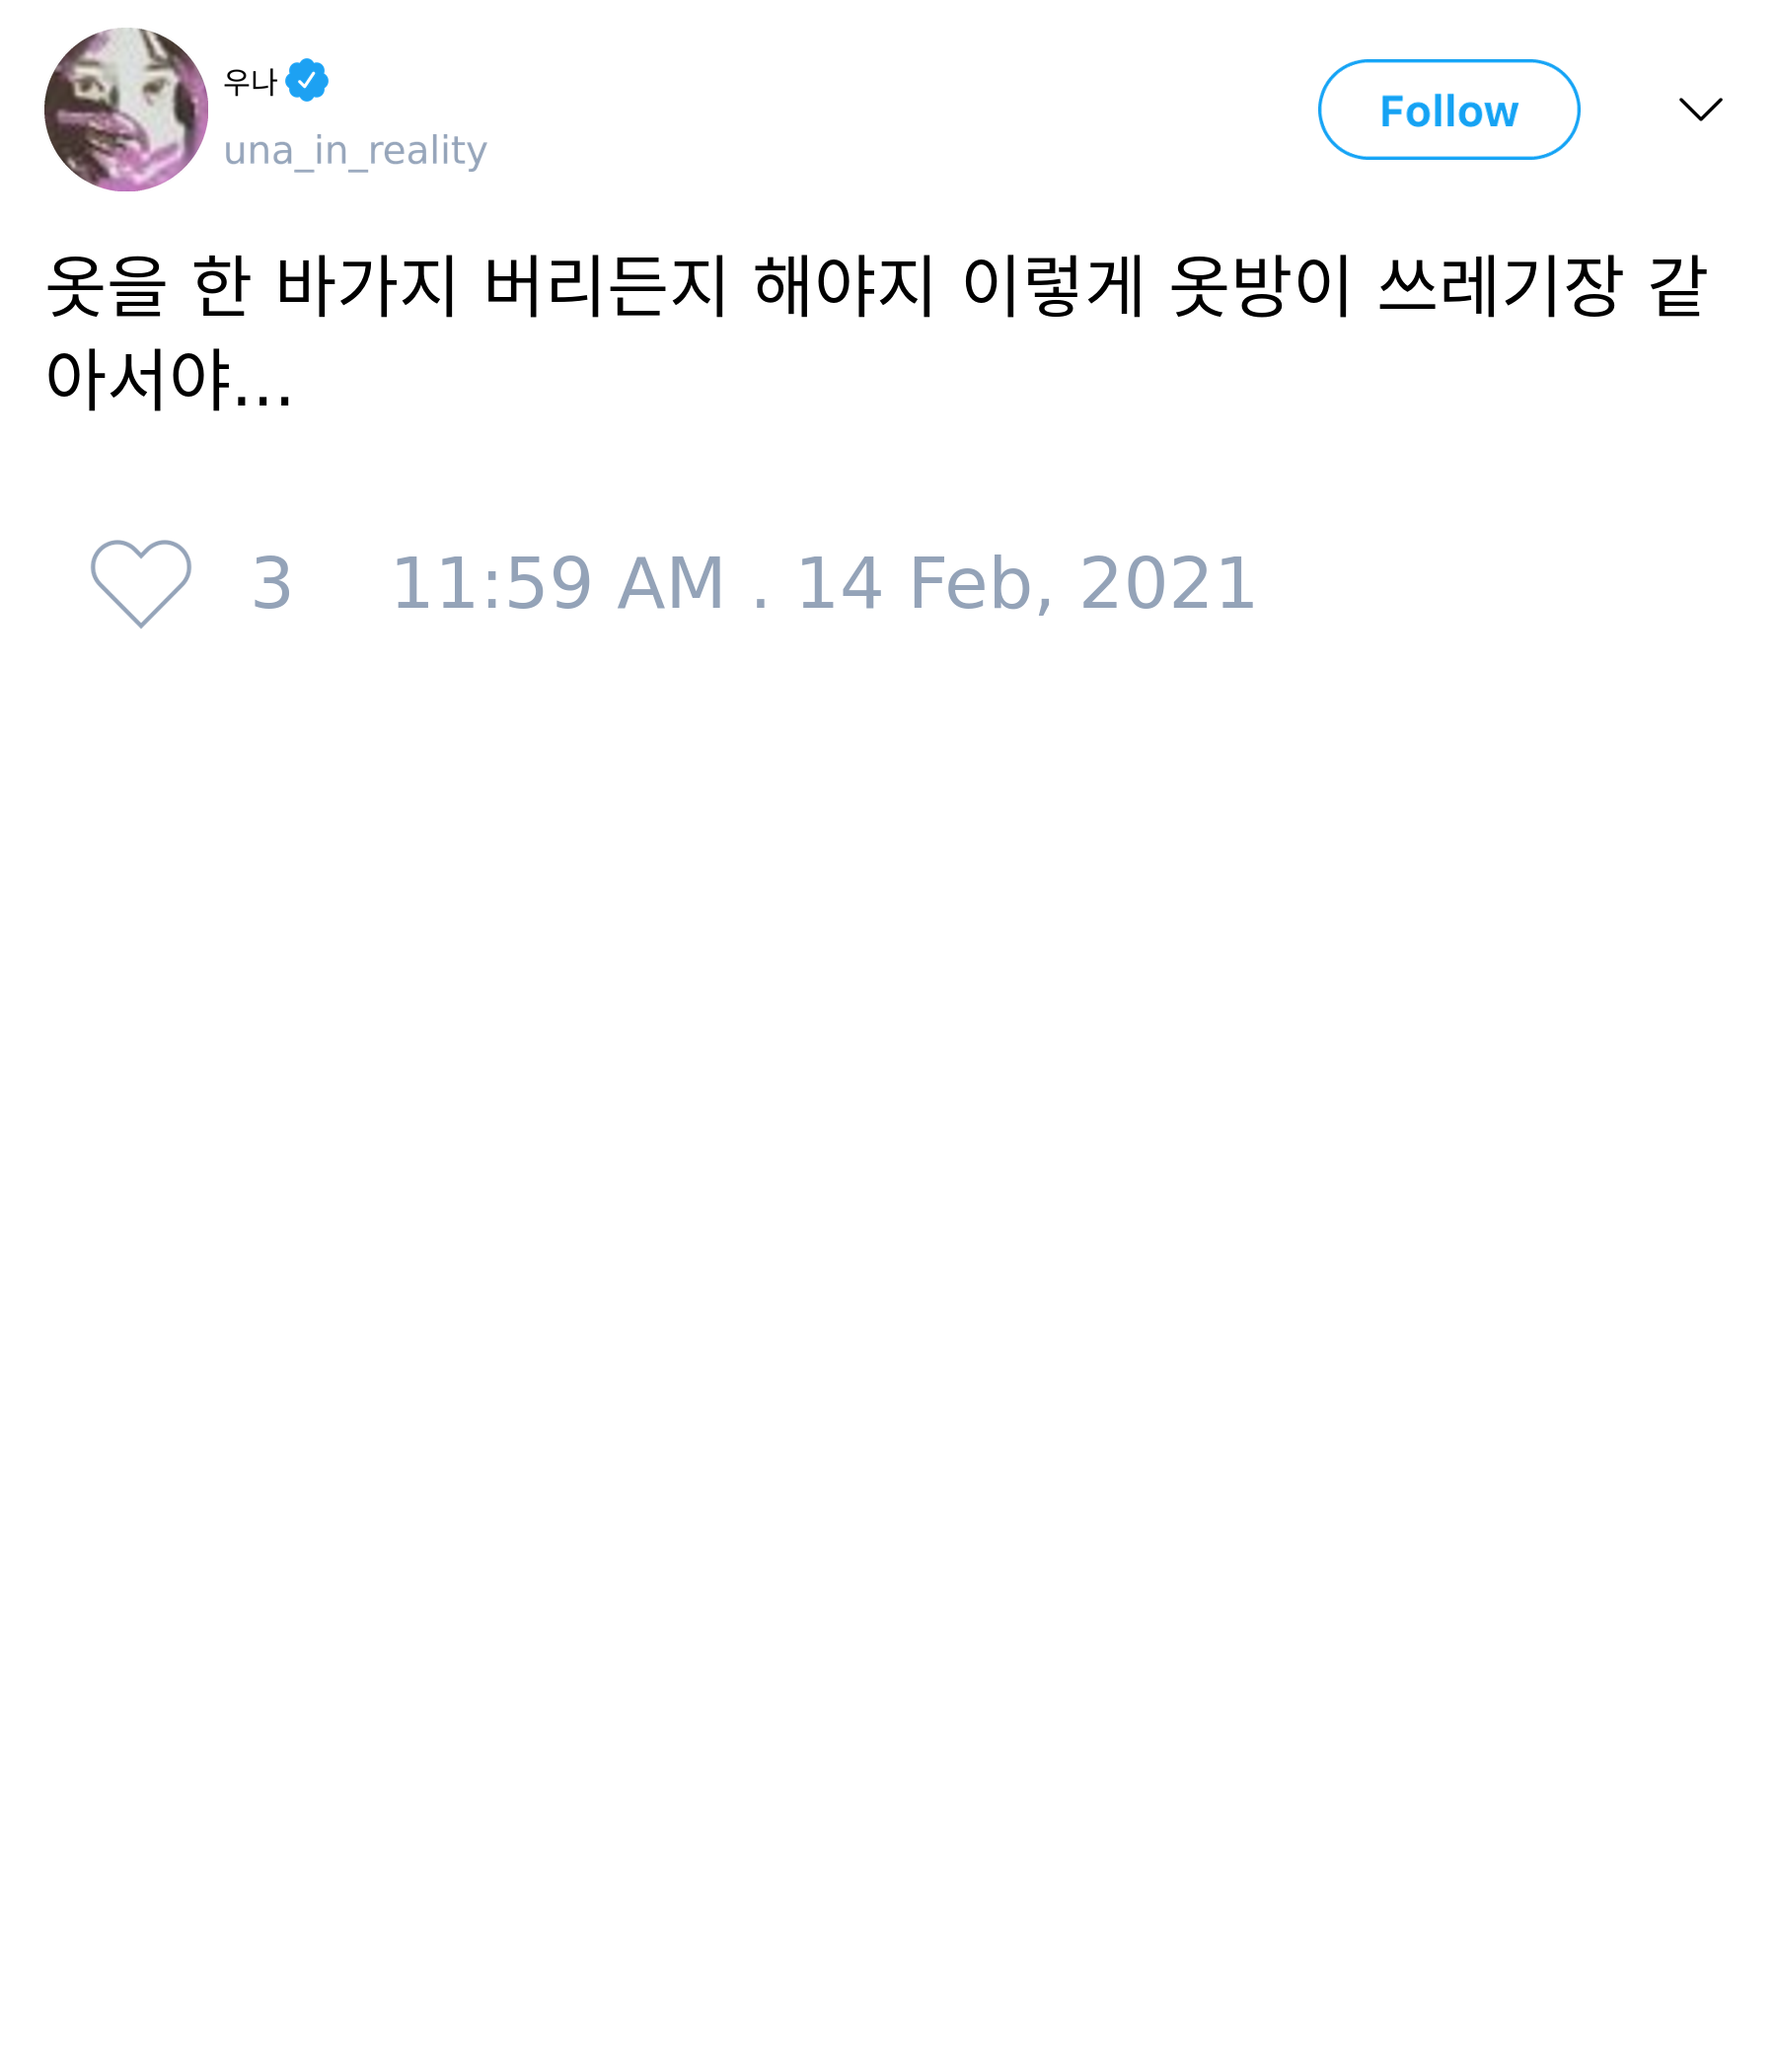 우나
una_in_reality
Follow
옷을 한 바가지 버리든지 해야지 이렇게 옷방이 쓰레기장 같
아서야...
3 11:59 AM . 14 Feb, 2021